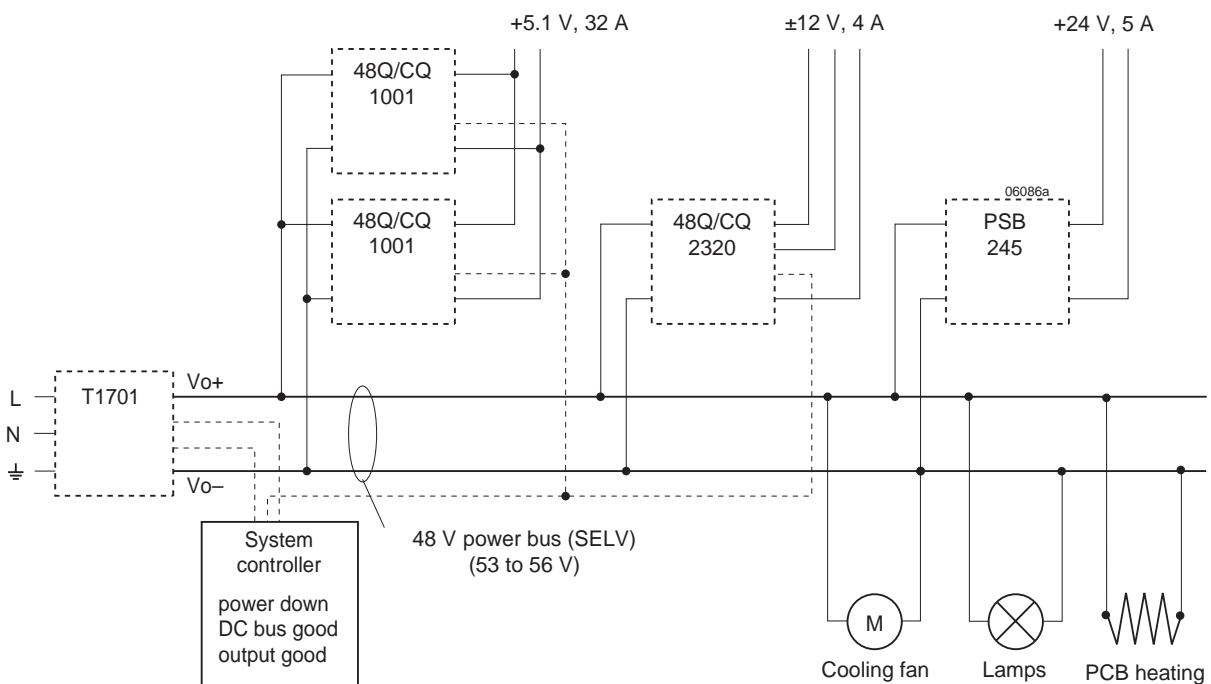 +5.1 V, 32 A
±12 V, 4 A
+24 V, 5 A
48Q/CQ
1001
48Q/CQ
1001
48Q/CQ
2320
06086a
PSB
245
L
N
T1701
Vo+
Vo–
48 V power bus (SELV)
(53 to 56 V)
System
controller
power down
DC bus good
output good
M
Cooling fan
Lamps
PCB heating